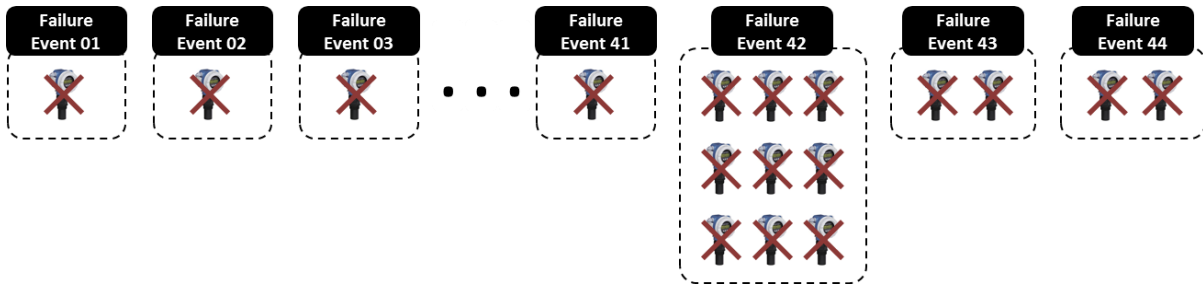 Failure
Event 01
Failure
Event 02
Failure
Event 03
Failure
Event 41
Failure
Event 42
Failure
Event 43
Failure
Event 44